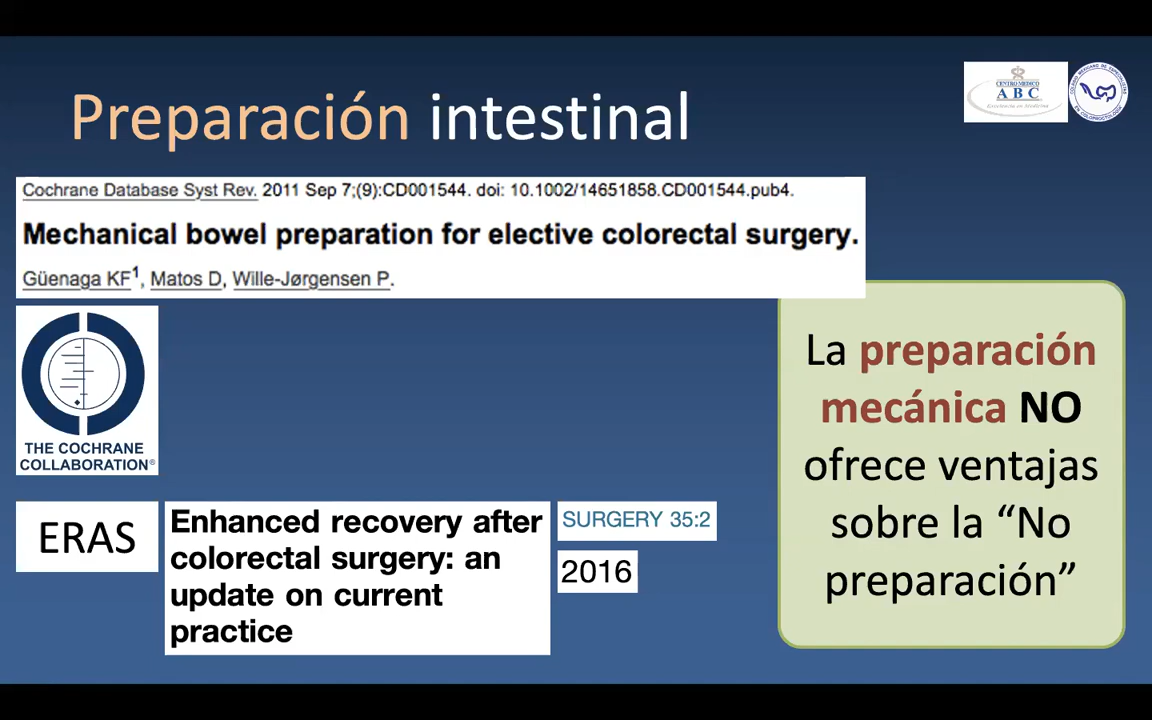 Preparación intestinal
CENTRO MEDICO
ABC
Excelencia en Medicina
Cochrane Database Syst Rev. 2011 Sep 7;(9):CD001544. doi: 10.1002/14651858.CD001544.pub4.
Mechanical bowel preparation for elective colorectal surgery.
Güenaga KF1, Matos D, Wille-Jørgensen P.
THE COCHRANE
COLLABORATION®
La preparación
mecánica NO
ofrece ventajas
sobre la “No
preparación”
ERAS
Enhanced recovery after
colorectal surgery: an
update on current
practice
SURGERY 35:2
2016